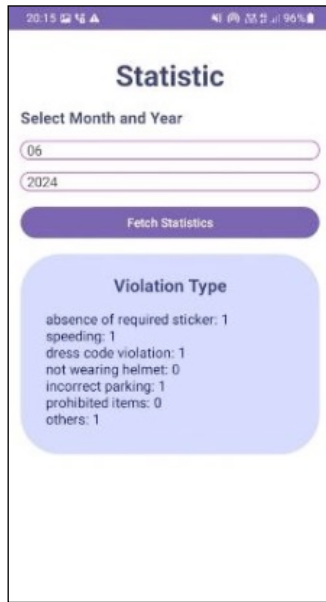 20:15 96%
Statistic
Select Month and Year
06
2024
Fetch Statistics
Violation Type
absence of required sticker: 1
speeding: 1
dress code violation: 1
not wearing helmet: 0
incorrect parking: 1
prohibited items: 0
others: 1